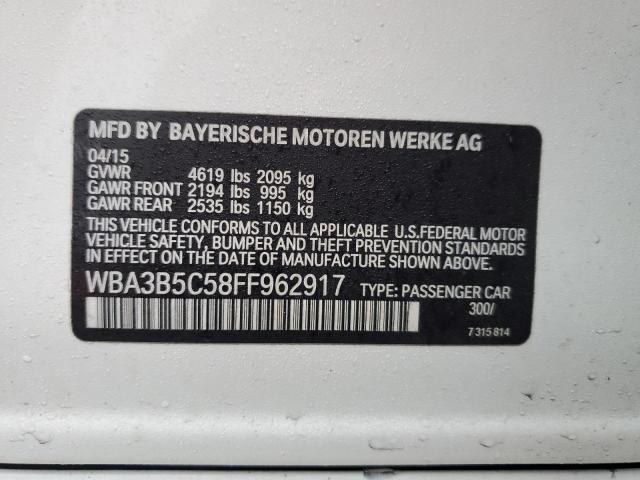 MFD BY BAYERISCHE MOTOREN WERKE AG
04/15
GVWR 4619 lbs 2095 kg
GAWR FRONT 2194 lbs 995 kg
GAWR REAR 2535 lbs 1150 kg
THIS VEHICLE CONFORMS TO ALL APPLICABLE U.S.FEDERAL MOTOR
VEHICLE SAFETY, BUMPER AND THEFT PREVENTION STANDARDS
IN EFFECT ON THE DATE OF MANUFACTURE SHOWN ABOVE.
WBA3B5C58FF962917 TYPE: PASSENGER CAR
300/
7 315 814